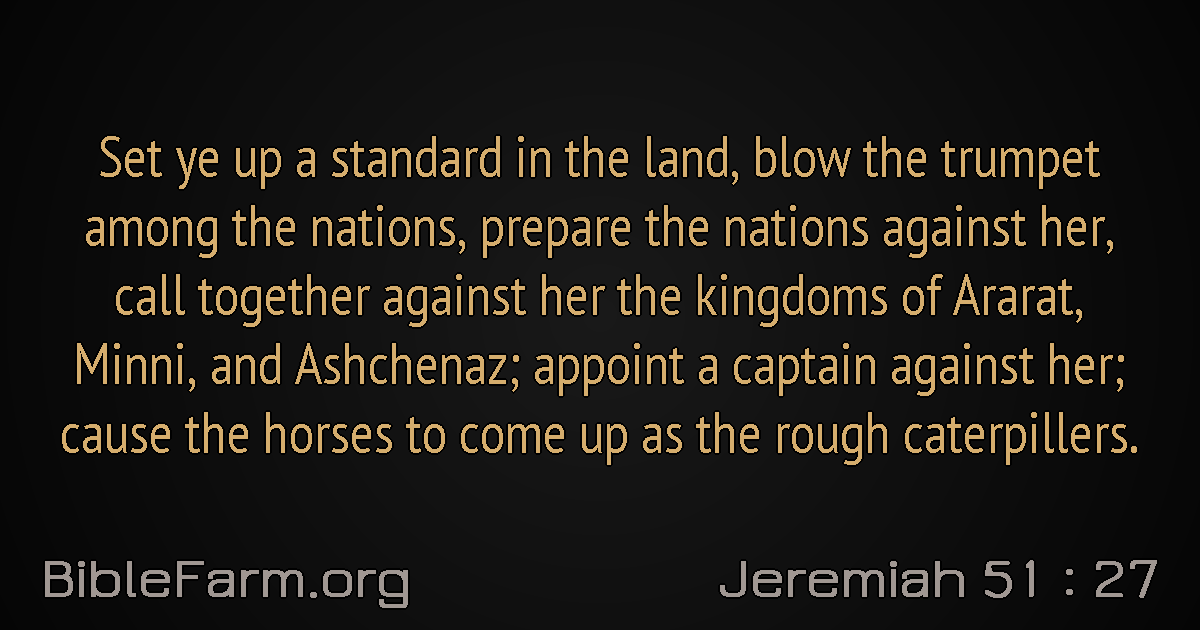 Set ye up a standard in the land, blow the trumpet
among the nations, prepare the nations against her,
call together against her the kingdoms of Ararat,
Minni, and Ashchenaz; appoint a captain against her;
cause the horses to come up as the rough caterpillers.
BibleFarm.org
Jeremiah 51 : 27